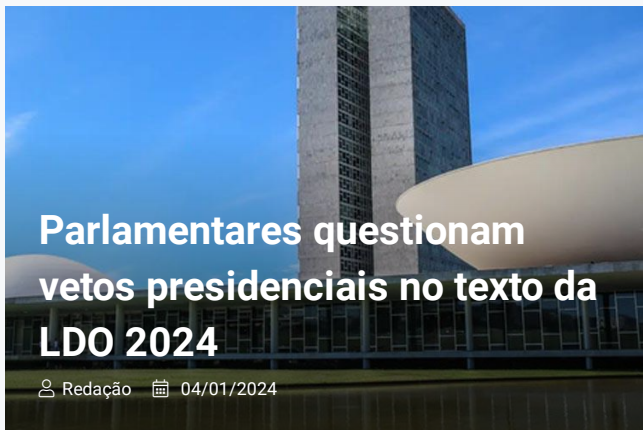 Parlamentares questionam
vetos presidenciais no texto da
LDO 2024
Redação 04/01/2024